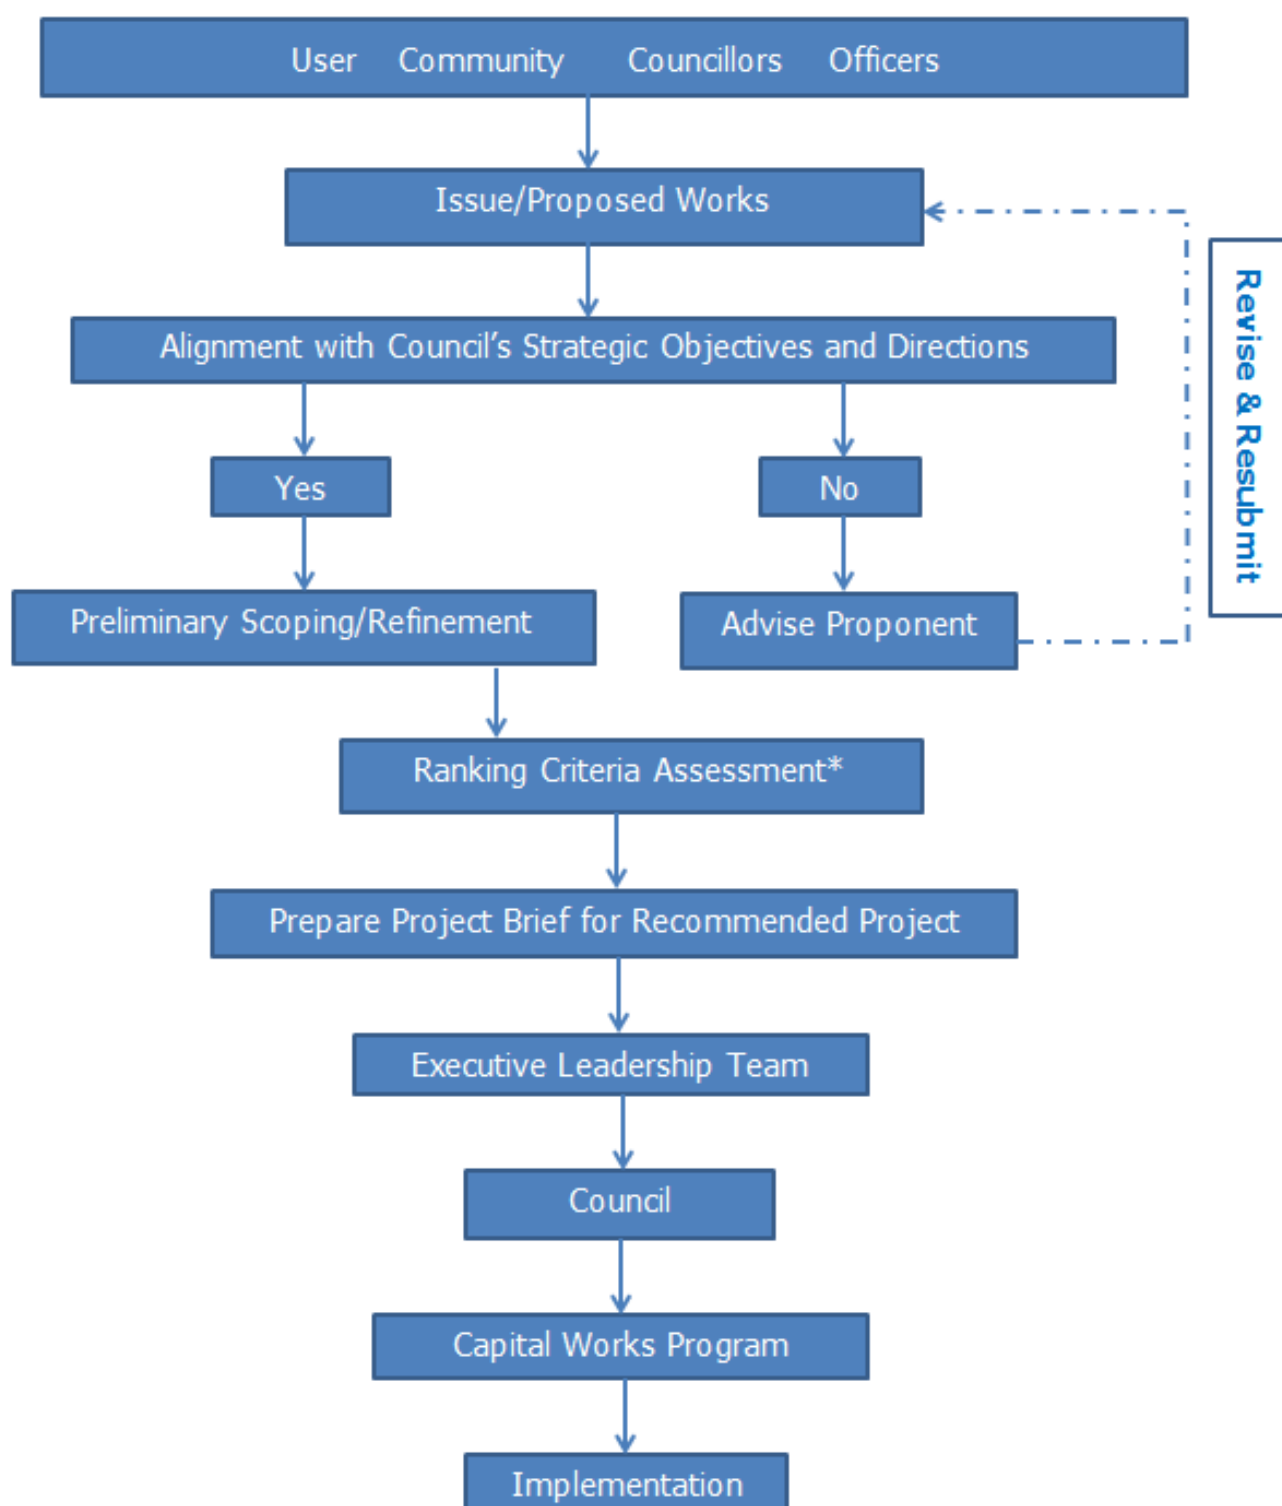 User Community Councillors Officers
Issue/Proposed Works
Alignment with Council’s Strategic Objectives and Directions
Yes
No
Revise & Resubmit
Preliminary Scoping/Refinement
Advise Proponent
Ranking Criteria Assessment*
Prepare Project Brief for Recommended Project
Executive Leadership Team
Council
Capital Works Program
Implementation